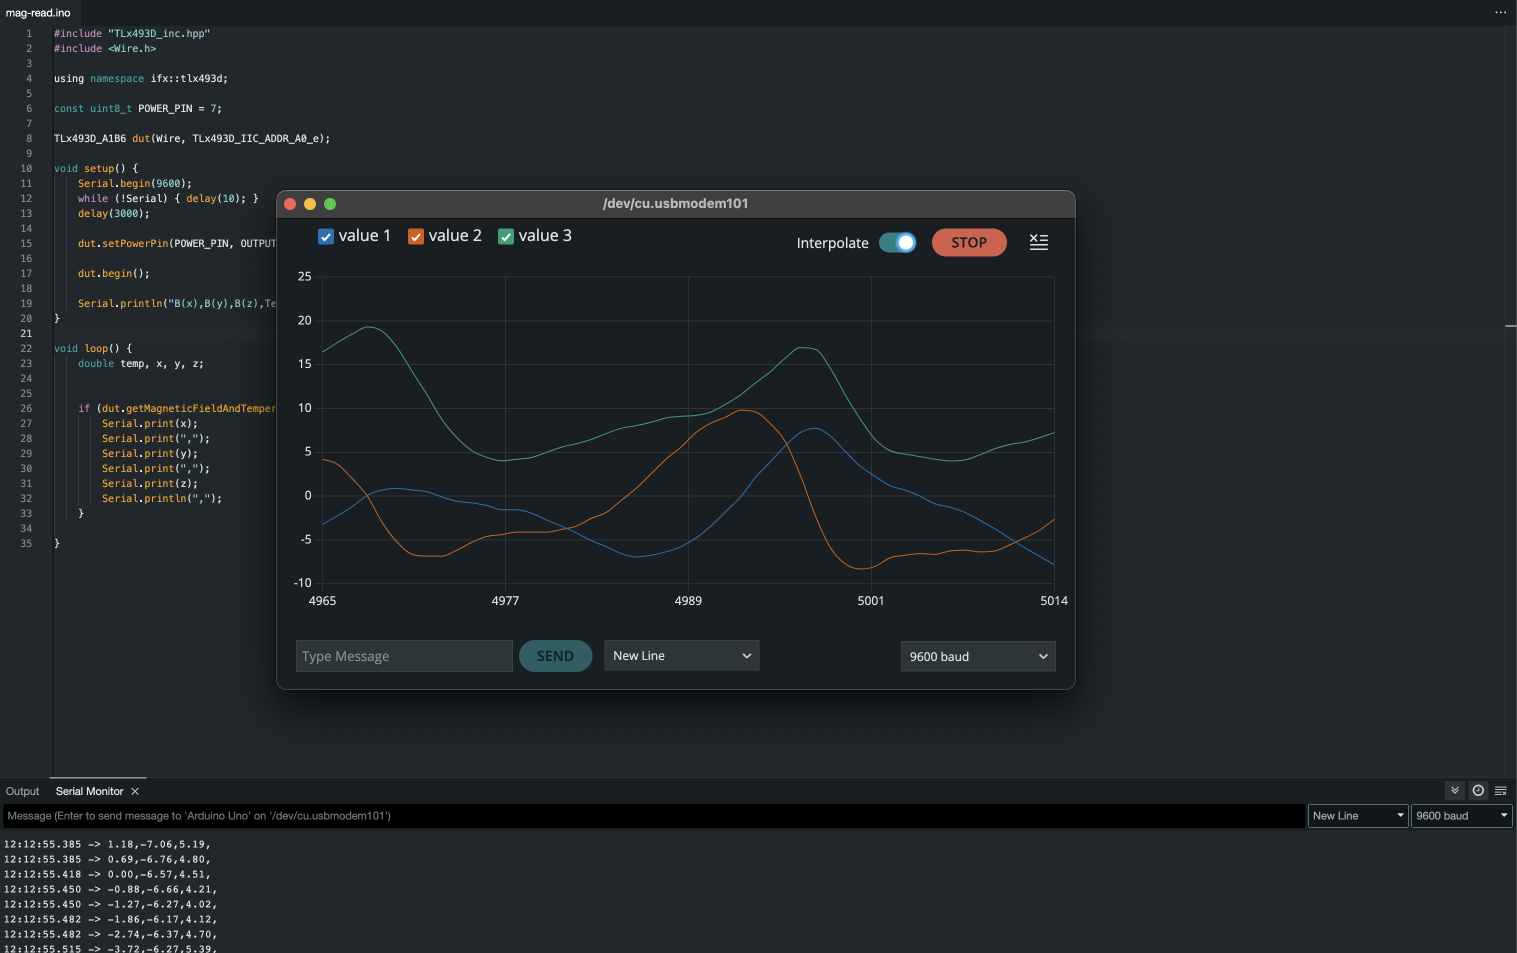 mag-read.ino
1 #include "TLx493D_inc.hpp"
2 #include <Wire.h>
3
4 using namespace ifx::tlx493d;
5
6 const uint8_t POWER_PIN = 7;
7
8 TLx493D_A1B6 dut(Wire, TLx493D_IIC_ADDR_A0_e);
9
10 void setup() {
11 Serial.begin(9600);
12 while (!Serial) { delay(10); }
13 delay(3000);
14
15 dut.setPowerPin(POWER_PIN, OUTPUT
16
17 dut.begin();
18
19 Serial.println("B(x),B(y),B(z),Te
20 }
21
22 void loop() {
23 double temp, x, y, z;
24
25
26 if (dut.getMagneticFieldAndTemper
27 Serial.print(x);
28 Serial.print(",");
29 Serial.print(y);
30 Serial.print(",");
31 Serial.print(z);
32 Serial.println(",");
33 }
34
35 }
/dev/cu.usbmodem101
value 1 value 2 value 3
Interpolate STOP
25
20
15
10
5
0
-5
-10
4965 4977 4989 5001 5014
Type Message SEND New Line 9600 baud
Output Serial Monitor
Message (Enter to send message to 'Arduino Uno' on '/dev/cu.usbmodem101') New Line 9600 baud
12:12:55.385 -> 1.18,-7.06,5.19,
12:12:55.385 -> 0.69,-6.76,4.80,
12:12:55.418 -> 0.00,-6.57,4.51,
12:12:55.450 -> -0.88,-6.66,4.21,
12:12:55.450 -> -1.27,-6.27,4.02,
12:12:55.482 -> -1.86,-6.17,4.12,
12:12:55.482 -> -2.74,-6.37,4.70,
12:12:55.515 -> -3.72,-6.27,5.39,